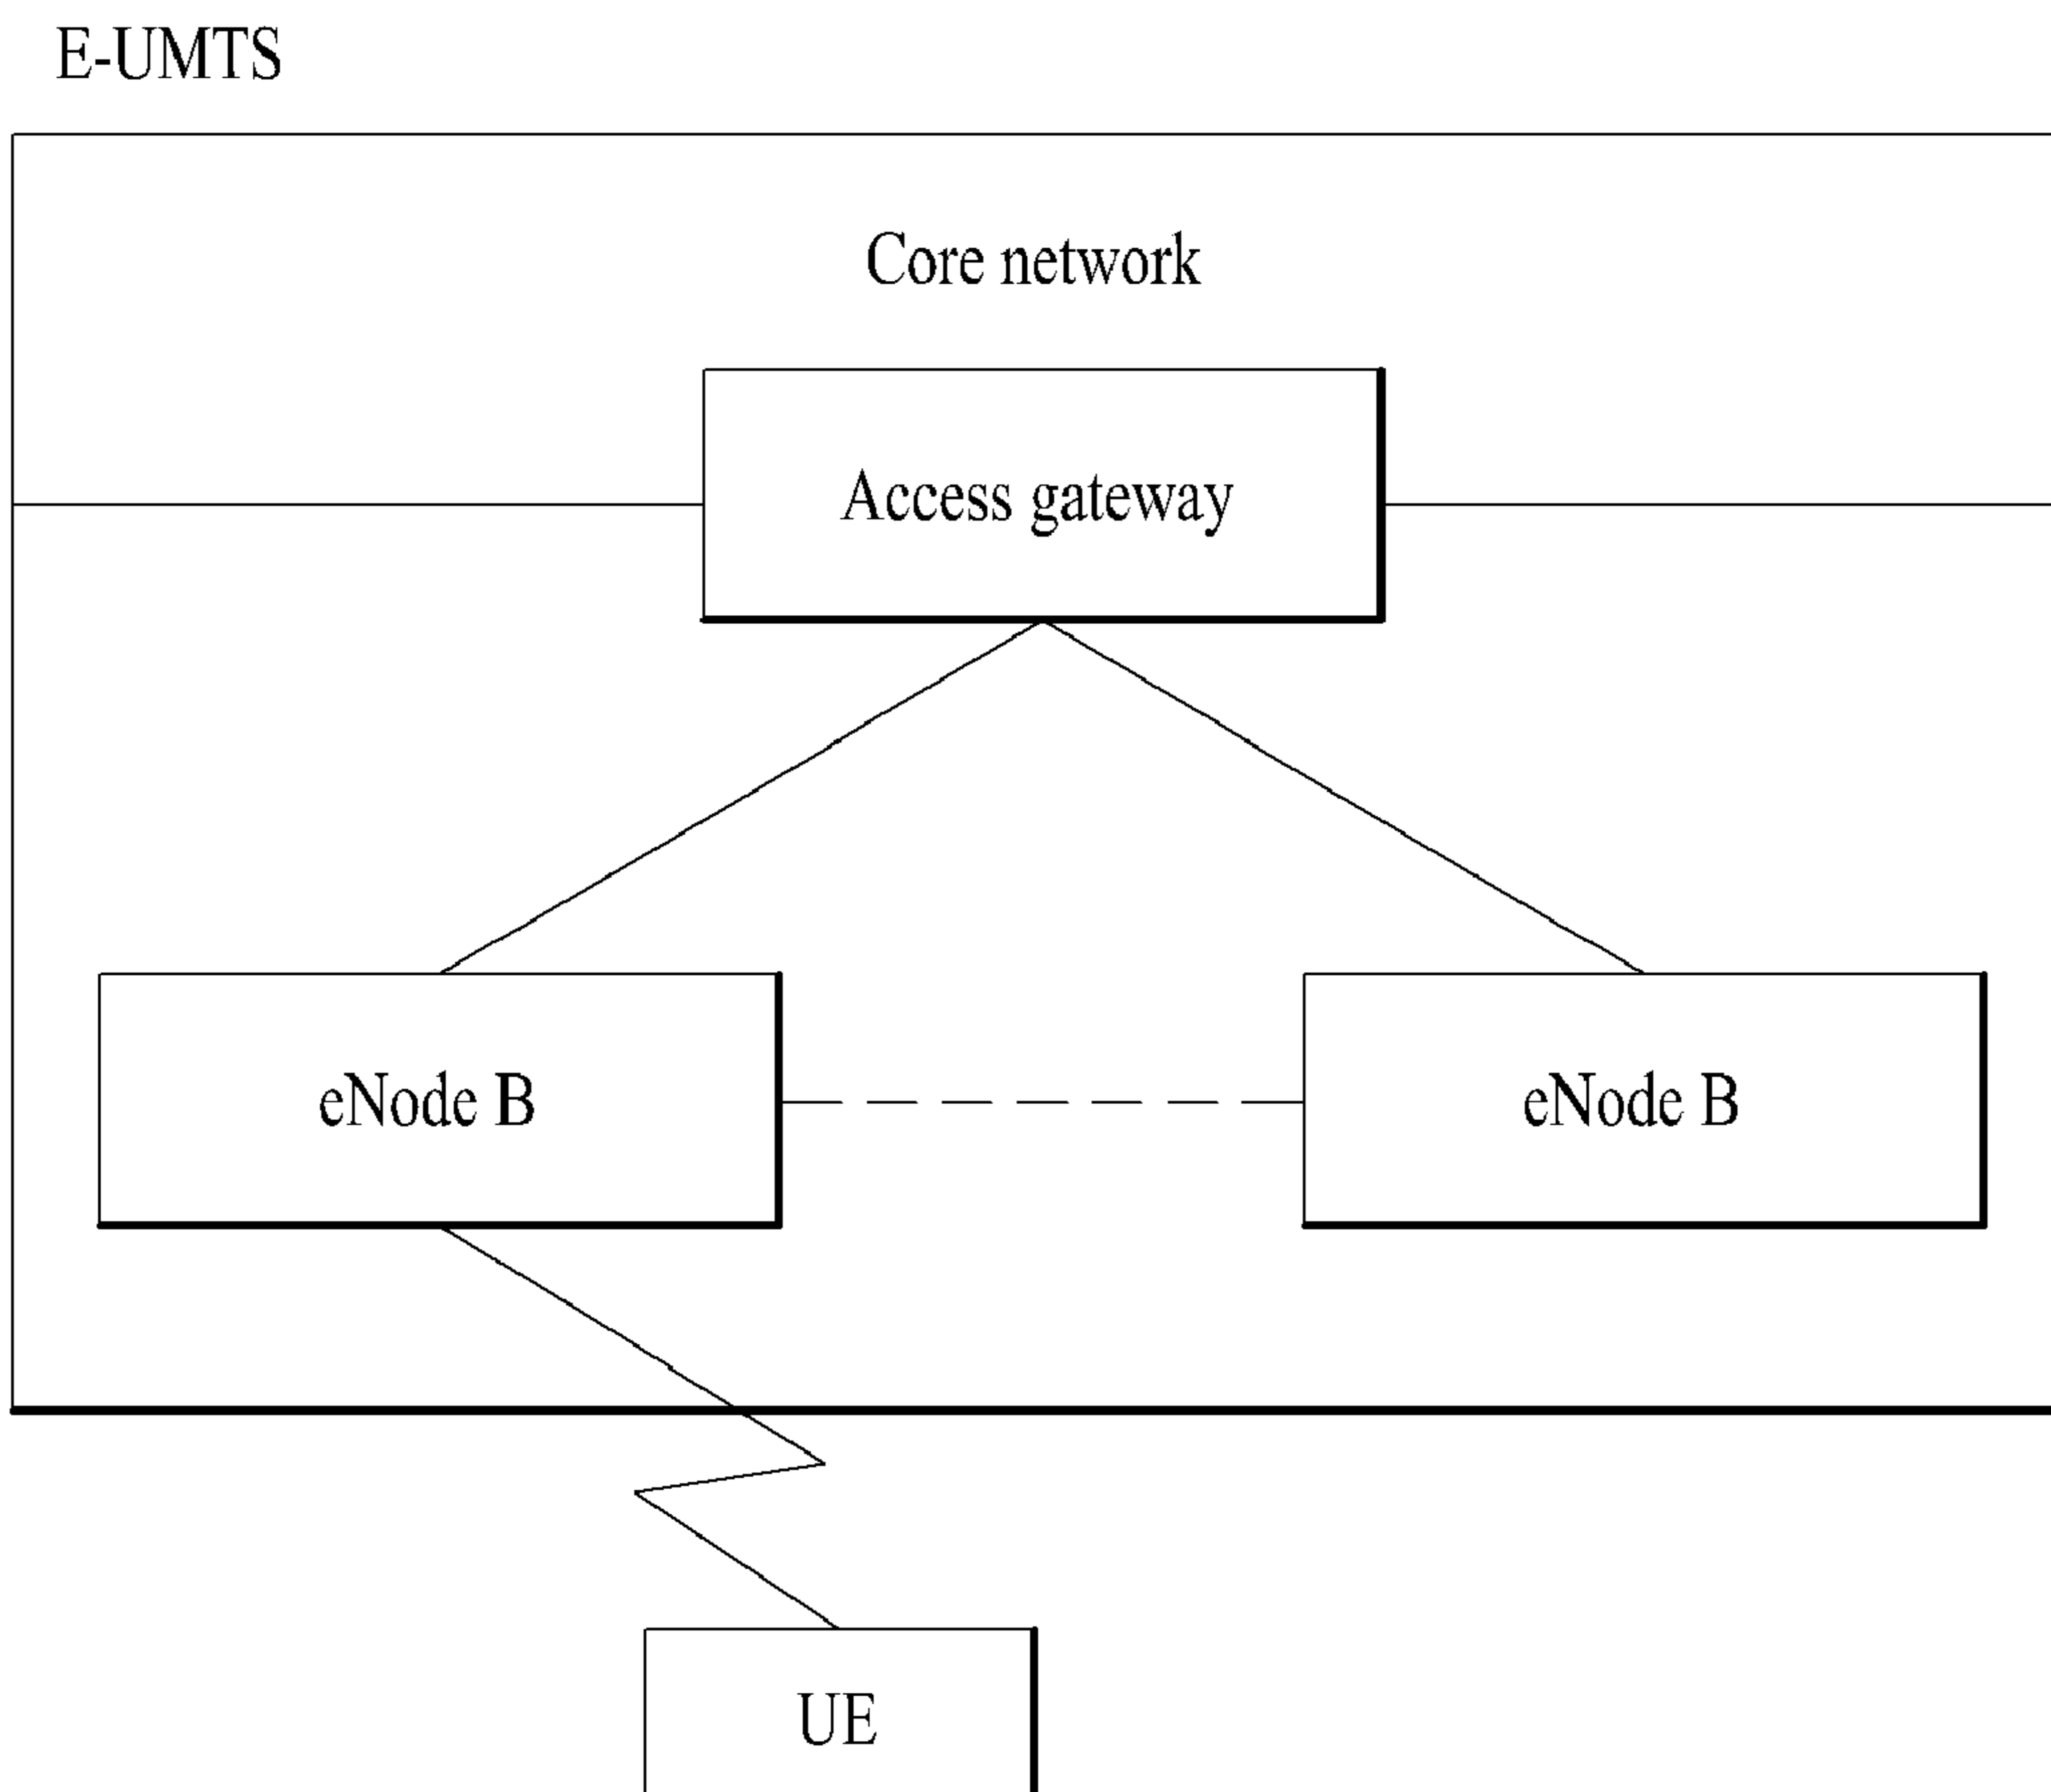 E-UMTS
Core network
Access gateway
eNode B
eNode B
UE